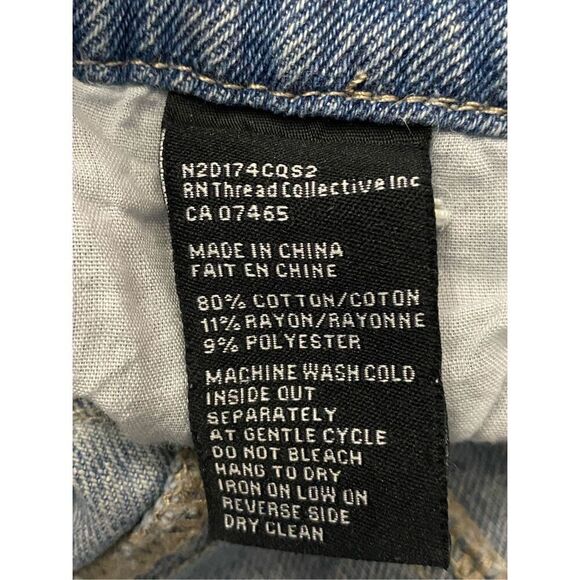 N2D174CQS2
RN Thread Collective Inc
CA 07465
MADE IN CHINA
FAIT EN CHINE
80% COTTON/COTON
11% RAYON/RAYONNE
9% POLYESTER
MACHINE WASH COLD
INSIDE OUT
SEPARATELY
AT GENTLE CYCLE
DO NOT BLEACH
HANG TO DRY
IRON ON LOW ON
REVERSE SIDE
DRY CLEAN